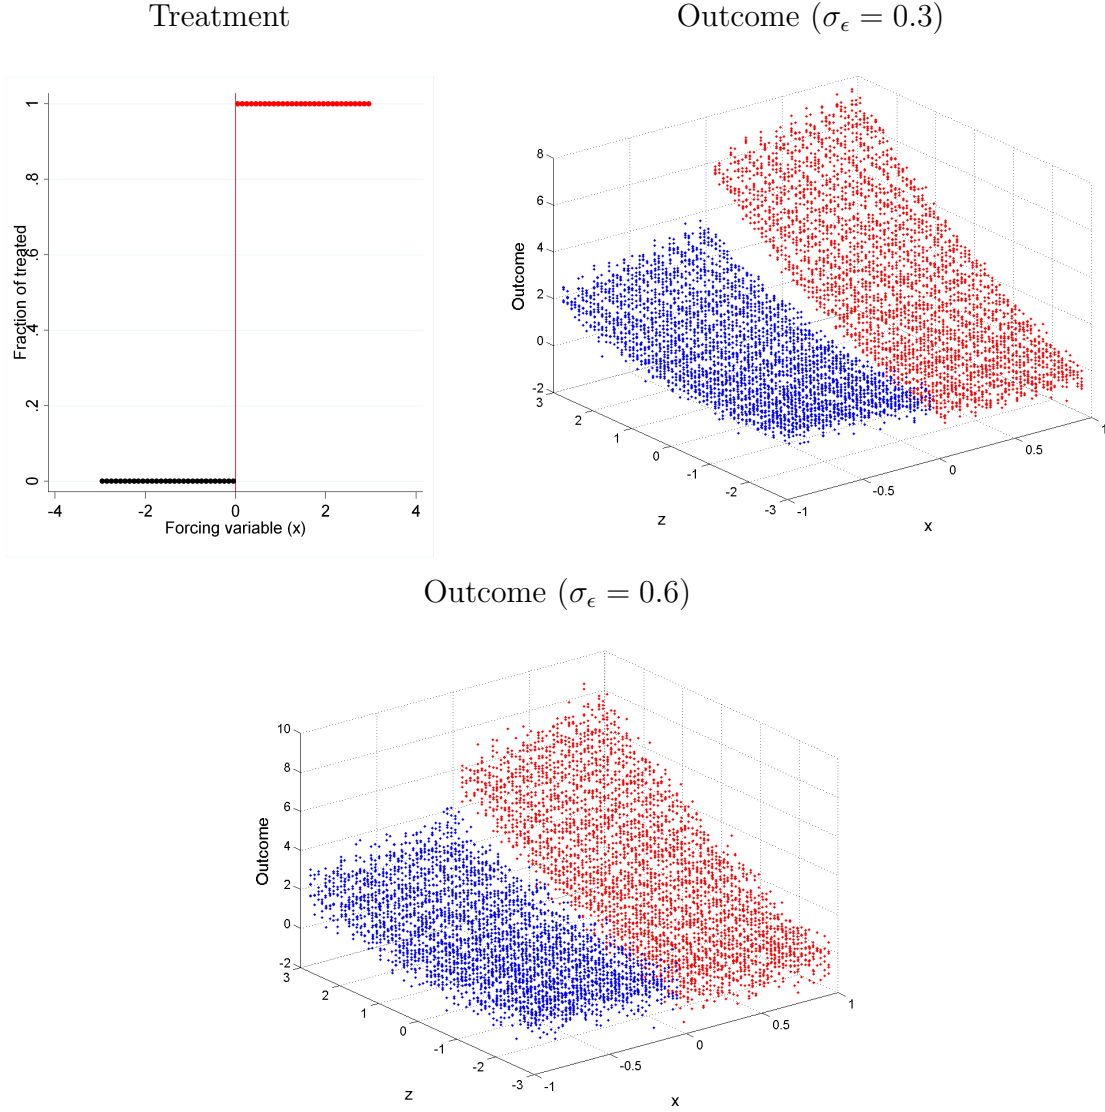 Treatment
Outcome (σϵ = 0.3)
Fraction of treated
1
.8
.6
.4
.2
0
-4 -2 0 2 4
Forcing variable (x)
Outcome
8
6
4
2
0
-2
3 2 1 0 -1 -2 -3
z
-1 -0.5 0 0.5 1
x
Outcome (σϵ = 0.6)
Outcome
10
8
6
4
2
0
-2
3 2 1 0 -1 -2 -3
z
-1 -0.5 0 0.5 1
x